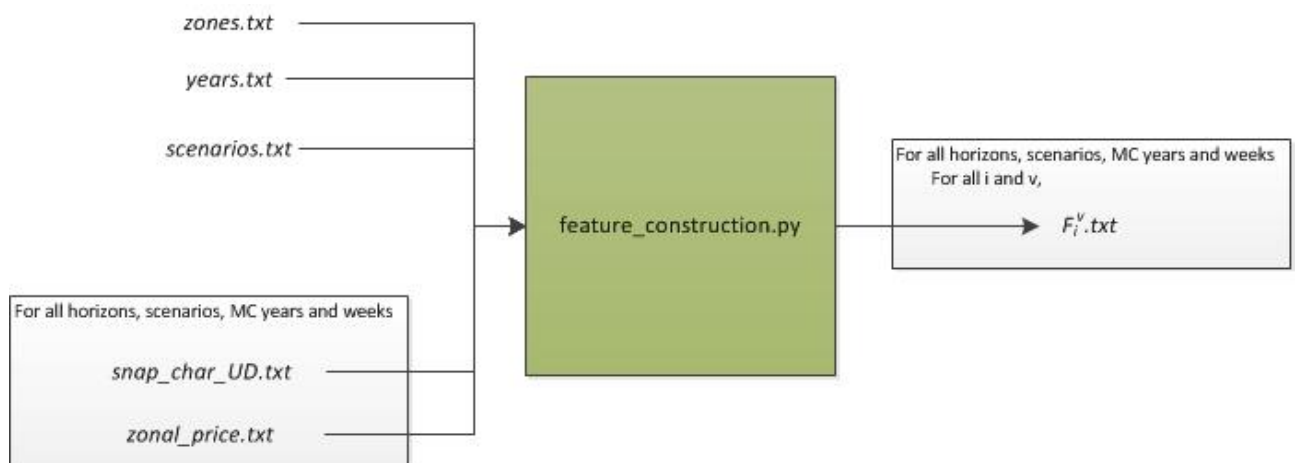 zones.txt
years.txt
scenarios.txt
feature_construction.py
For all horizons, scenarios, MC years and weeks
For all i and v,
F_i^v.txt
For all horizons, scenarios, MC years and weeks
snap_char_UD.txt
zonal_price.txt